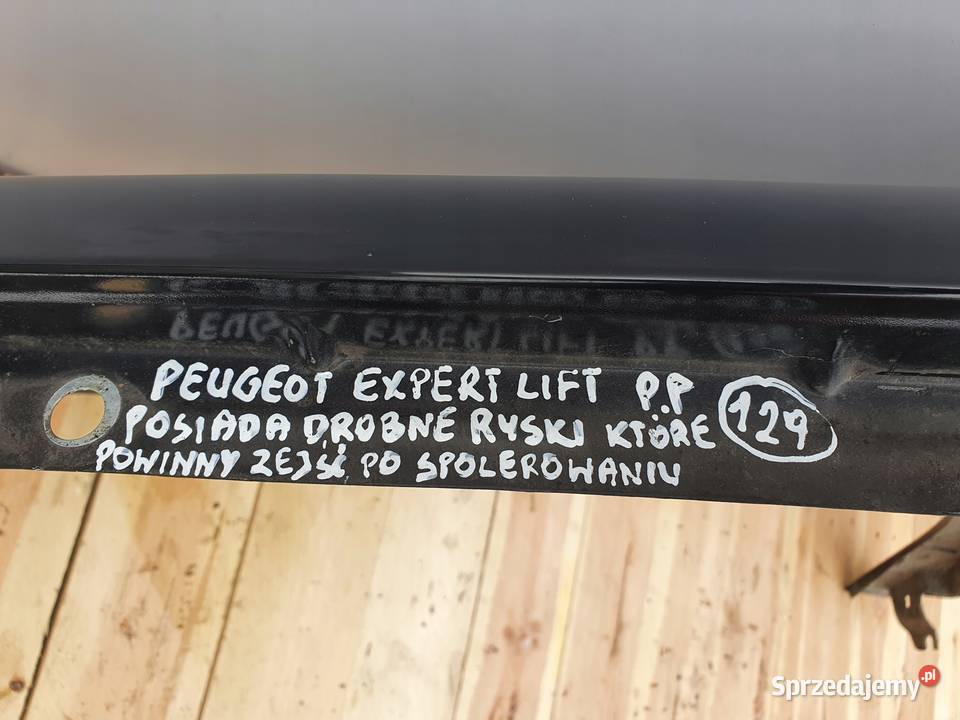 PEUGEOT EXPERT LIFT P.P
129
POSIADA DROBNE RYSKI KTÓRE
POWINNY ZEJŚĆ PO SPOLEROWANIU
Sprzedajemy.pl